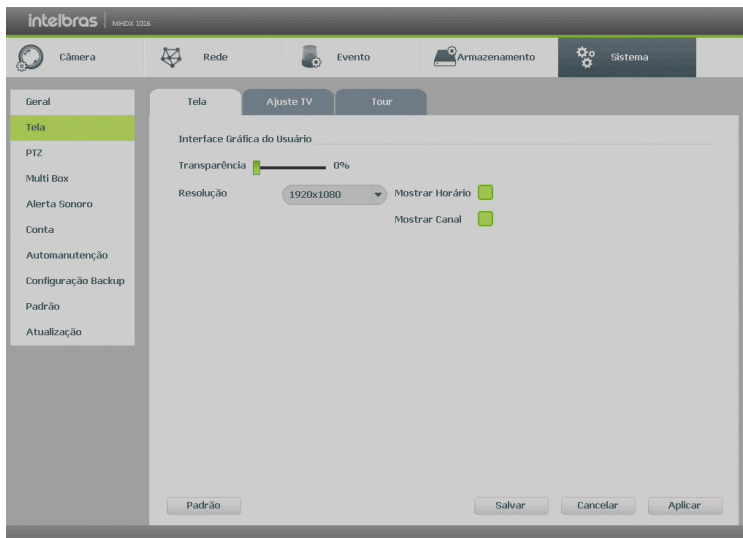 intelbras MHDX 1016
Câmera Rede Evento Armazenamento Sistema
Geral
Tela
PTZ
Multi Box
Alerta Sonoro
Conta
Automanutenção
Configuração Backup
Padrão
Atualização
Tela Ajuste TV Tour
Interface Gráfica do Usuário
Transparência 0%
Resolução 1920x1080 Mostrar Horário
Mostrar Canal
Padrão Salvar Cancelar Aplicar